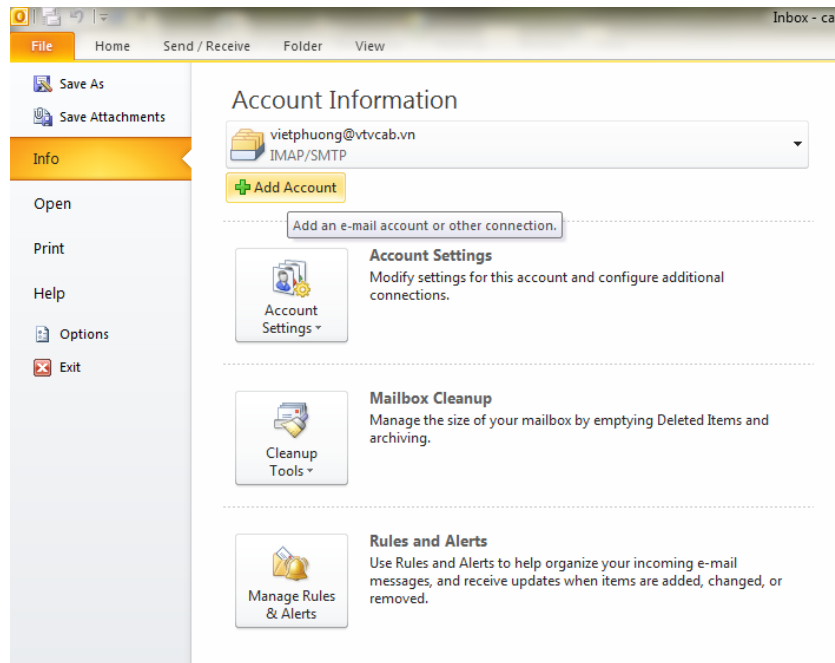 Inbox - ca
File Home Send / Receive Folder View
Save As
Save Attachments
Info
Open
Print
Help
Options
Exit
Account Information
vietphuong@vtvcab.vn
IMAP/SMTP
Add Account
Add an e-mail account or other connection.
Account Settings
Account Settings
Modify settings for this account and configure additional
connections.
Cleanup
Tools
Mailbox Cleanup
Manage the size of your mailbox by emptying Deleted Items and
archiving.
Manage Rules
& Alerts
Rules and Alerts
Use Rules and Alerts to help organize your incoming e-mail
messages, and receive updates when items are added, changed, or
removed.